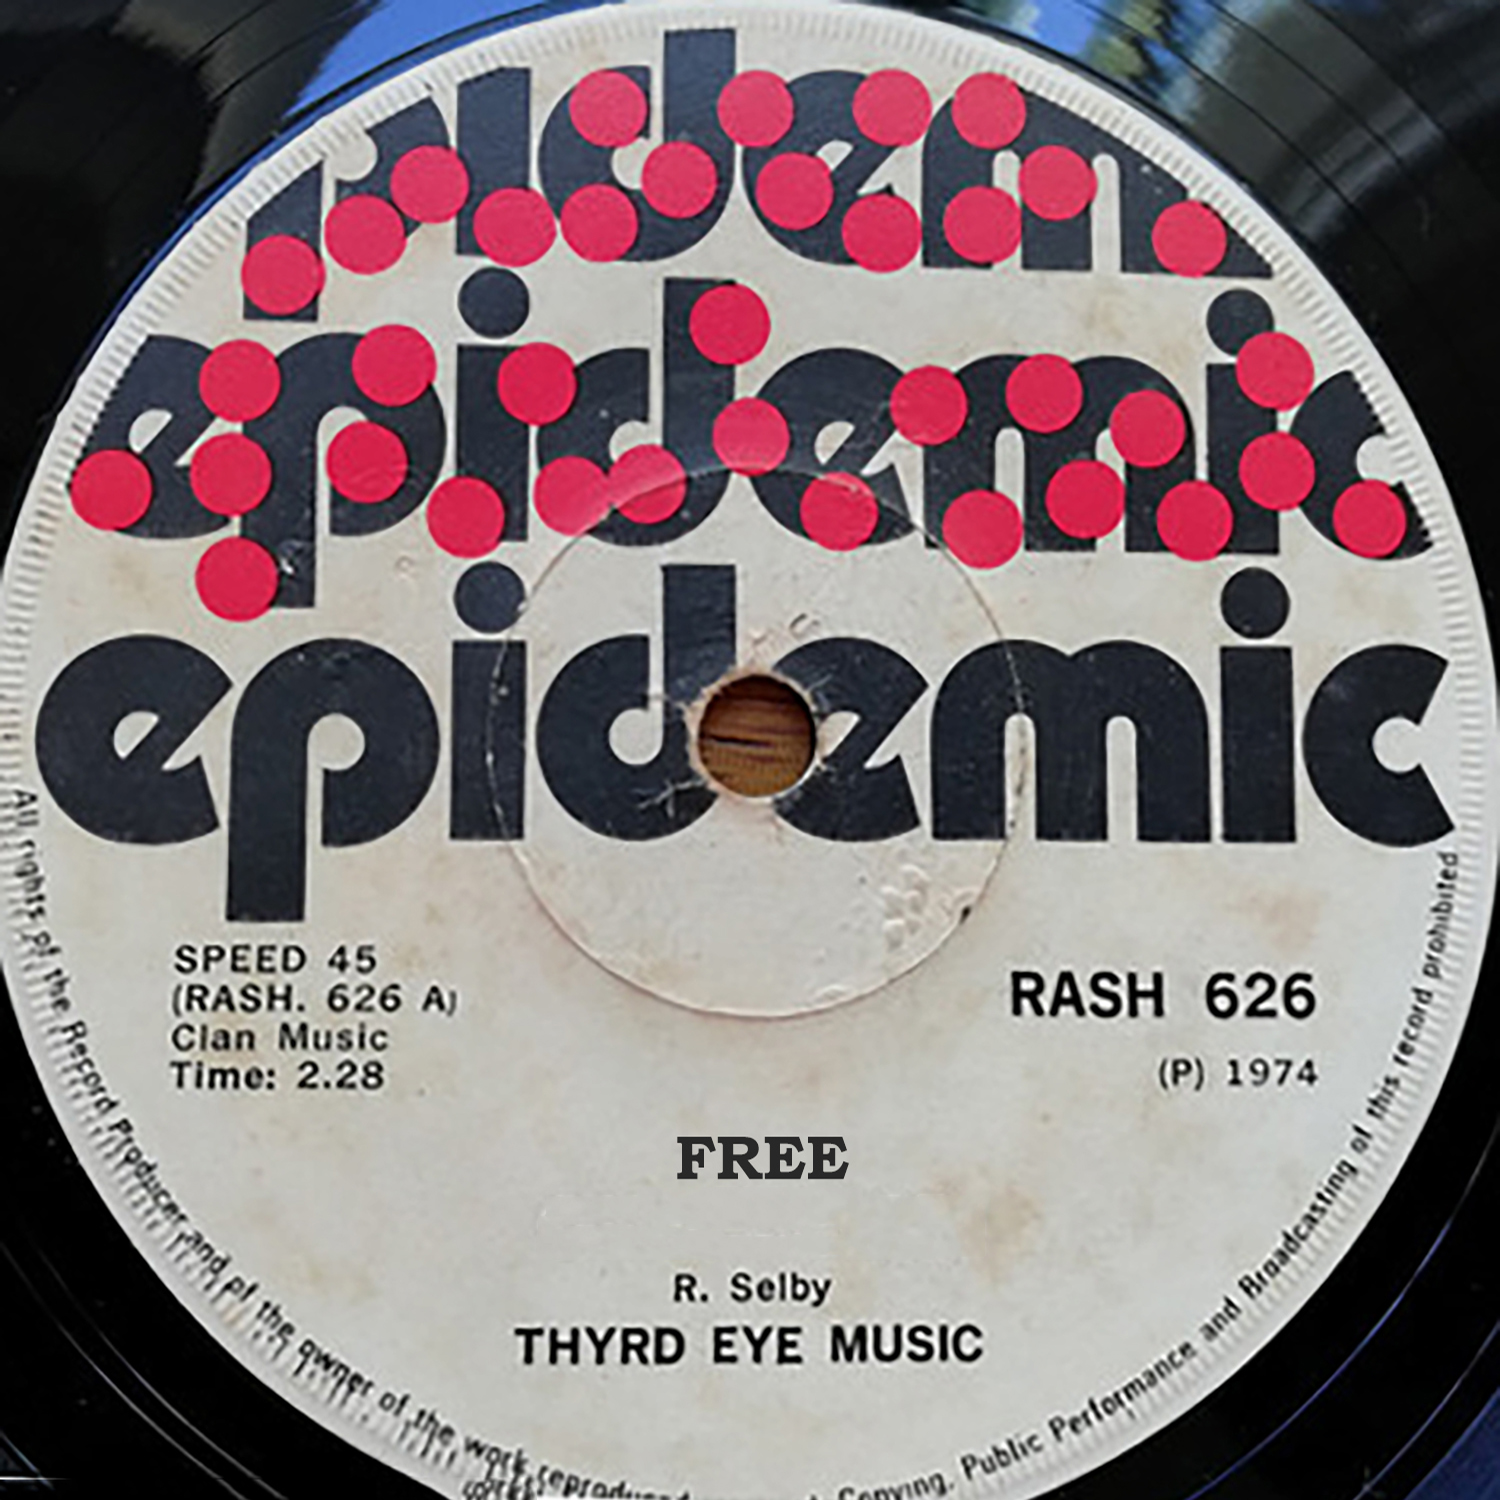 epidemic
epidemic
epidemic
SPEED 45
(RASH. 626 A)
Clan Music
Time: 2.28
RASH 626
(P) 1974
FREE
R. Selby
THYRD EYE MUSIC
All rights of the Record Producer and of the owner of the work reproduced
Copying, Public Performance and Broadcasting of this record prohibited